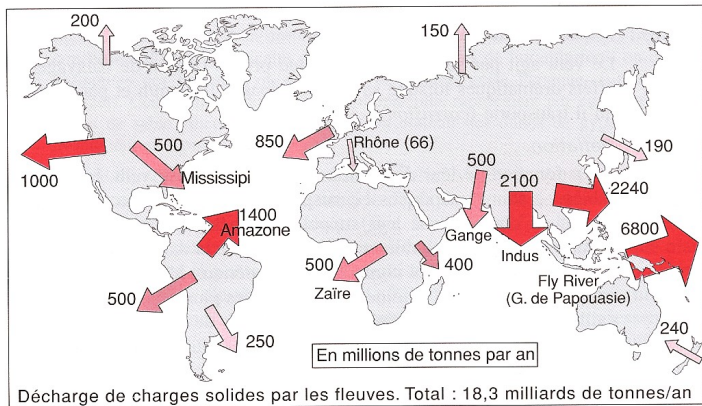 200
150
1000
500
Mississipi
850
Rhône (66)
500
2100
190
2240
1400
Amazone
Gange
Indus
6800
500
Zaïre
400
Fly River
(G. de Papouasie)
500
250
240
En millions de tonnes par an
Décharge de charges solides par les fleuves. Total : 18,3 milliards de tonnes/an